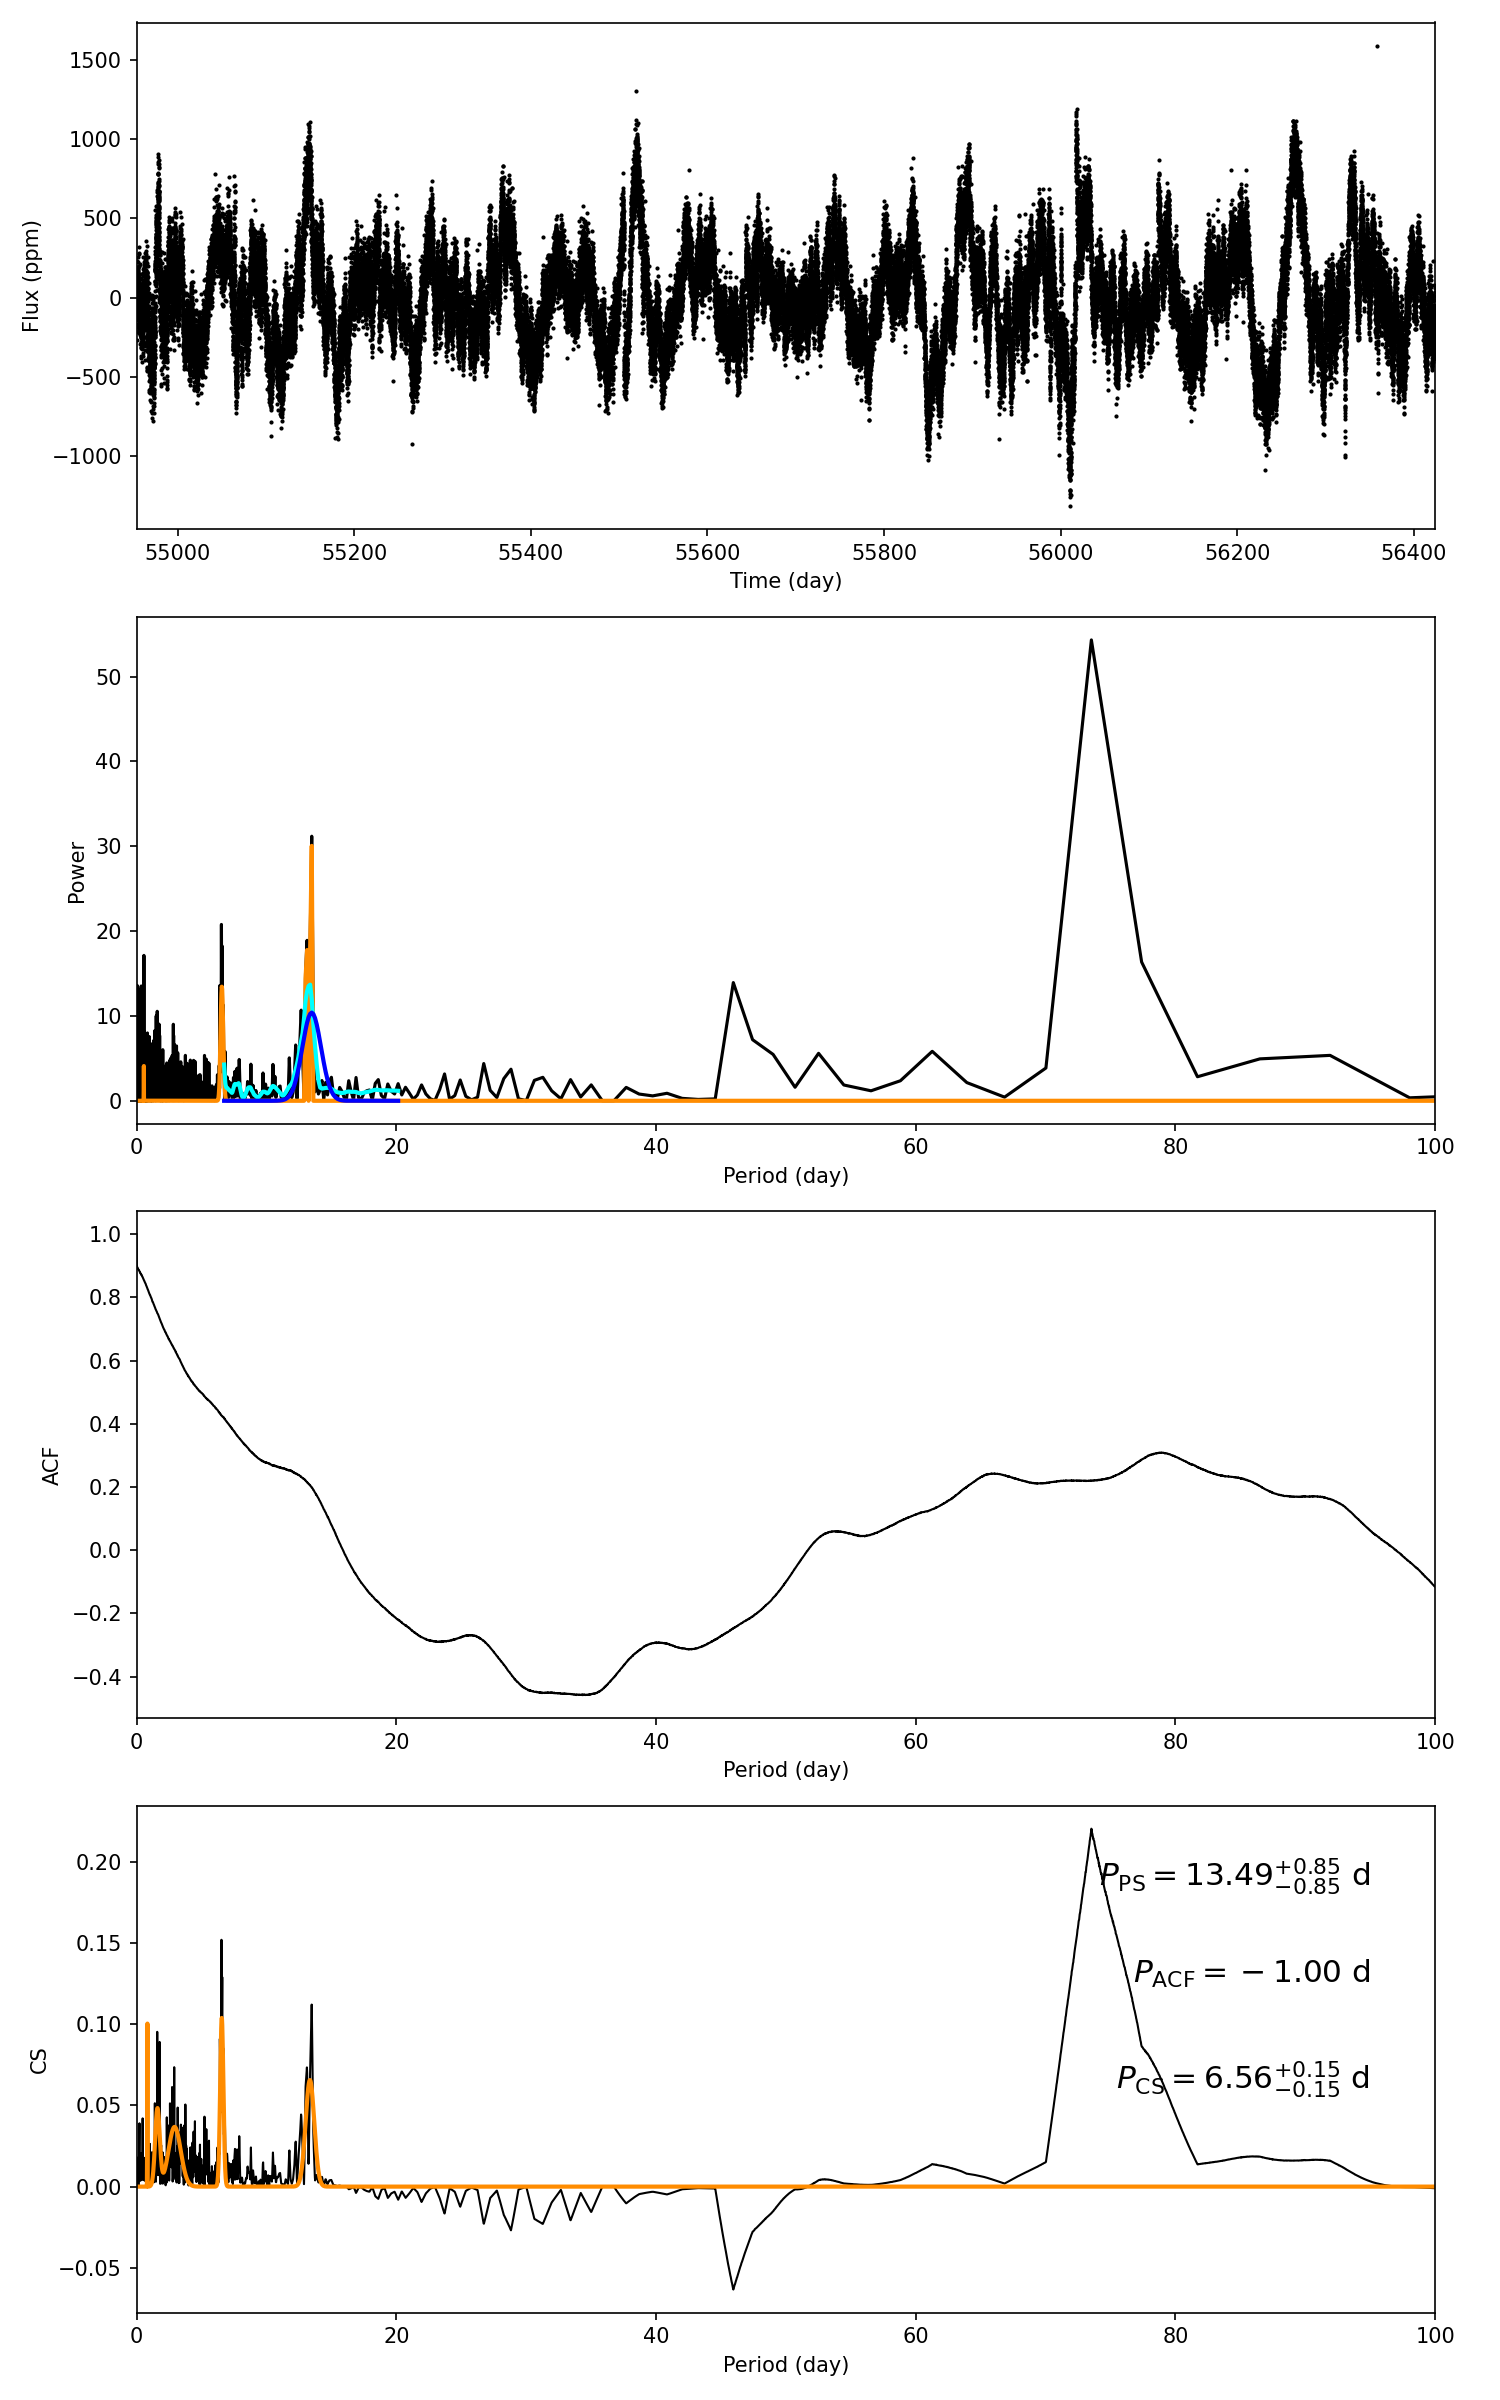 1500
1000
500
0
−500
−1000
Flux (ppm)
55000 55200 55400 55600 55800 56000 56200 56400
Time (day)
50
40
30
20
10
0
Power
0 20 40 60 80 100
Period (day)
1.0
0.8
0.6
0.4
0.2
0.0
−0.2
−0.4
ACF
0 20 40 60 80 100
Period (day)
0.20
0.15
0.10
0.05
0.00
−0.05
CS
P_PS = 13.49^{+0.85}_{−0.85} d
P_ACF = −1.00 d
P_CS = 6.56^{+0.15}_{−0.15} d
0 20 40 60 80 100
Period (day)